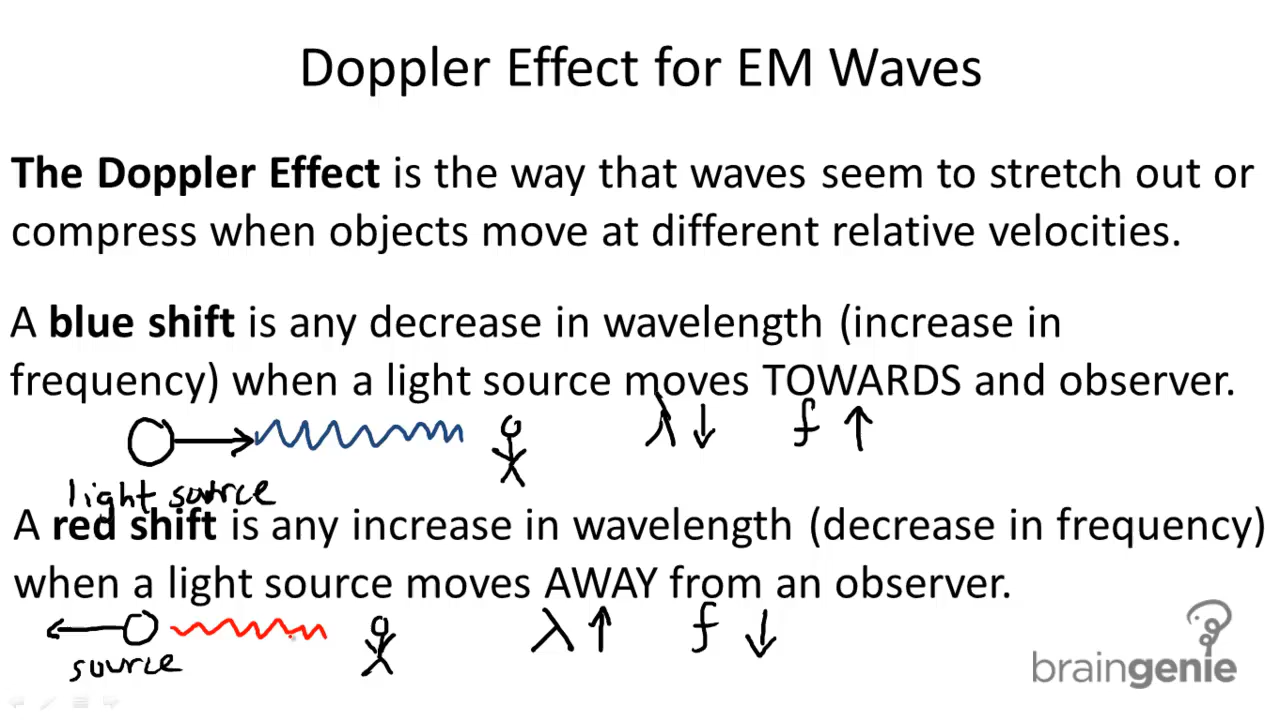 Doppler Effect for EM Waves
The Doppler Effect is the way that waves seem to stretch out or
compress when objects move at different relative velocities.
A blue shift is any decrease in wavelength (increase in
frequency) when a light source moves TOWARDS and observer.
λ↓ f↑
light source
A red shift is any increase in wavelength (decrease in frequency)
when a light source moves AWAY from an observer.
λ↑ f↓
source
braingenie